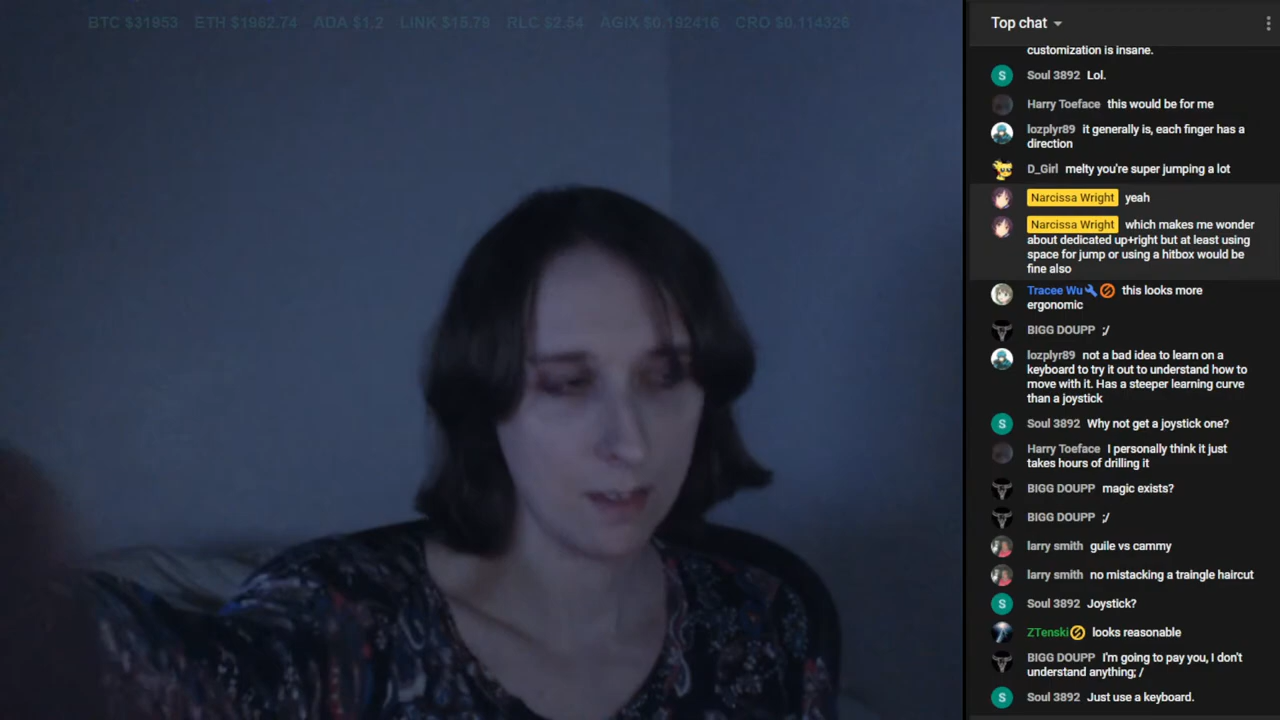 BTC $31953 ETH $1962.74 ADA $1.2 LINK $15.78 RLC $2.54 AGIX $0.192416 CRO $0.114326
Top chat
customization is insane.
S Soul 3892 Lol.
Harry Toeface this would be for me
lozplyr89 it generally is, each finger has a
direction
D_Girl melty you're super jumping a lot
Narcissa Wright yeah
Narcissa Wright which makes me wonder
about dedicated up+right but at least using
space for jump or using a hitbox would be
fine also
Tracee Wu this looks more
ergonomic
BIGG DOUPP ;/
lozplyr89 not a bad idea to learn on a
keyboard to try it out to understand how to
move with it. Has a steeper learning curve
than a joystick
S Soul 3892 Why not get a joystick one?
Harry Toeface I personally think it just
takes hours of drilling it
BIGG DOUPP magic exists?
BIGG DOUPP ;/
larry smith guile vs cammy
larry smith no mistacking a traingle haircut
S Soul 3892 Joystick?
ZTenski looks reasonable
BIGG DOUPP I'm going to pay you, I don't
understand anything; /
S Soul 3892 Just use a keyboard.